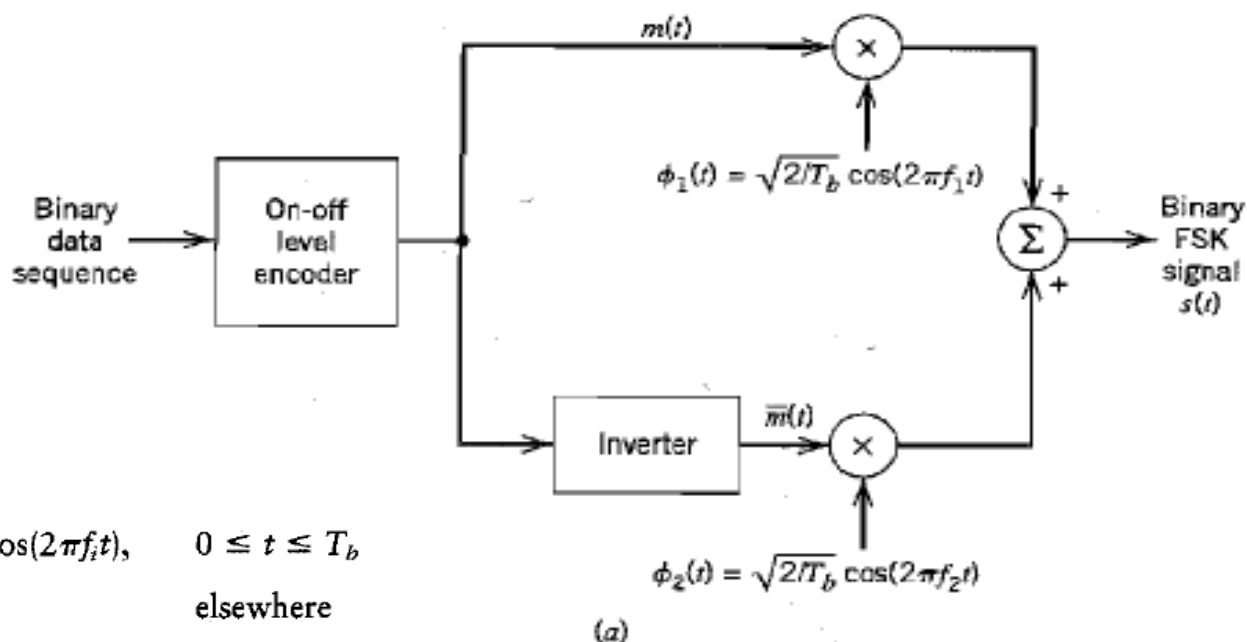 m(t)
×
ϕ₁(t) = √2/T_b cos(2πf₁t)
Binary
data
sequence
On-off
level
encoder
+
Σ
+
Binary
FSK
signal
s(t)
Inverter
m̅(t)
×
ϕ₂(t) = √2/T_b cos(2πf₂t)
os(2πf_it), 0 ≤ t ≤ T_b
elsewhere
(a)